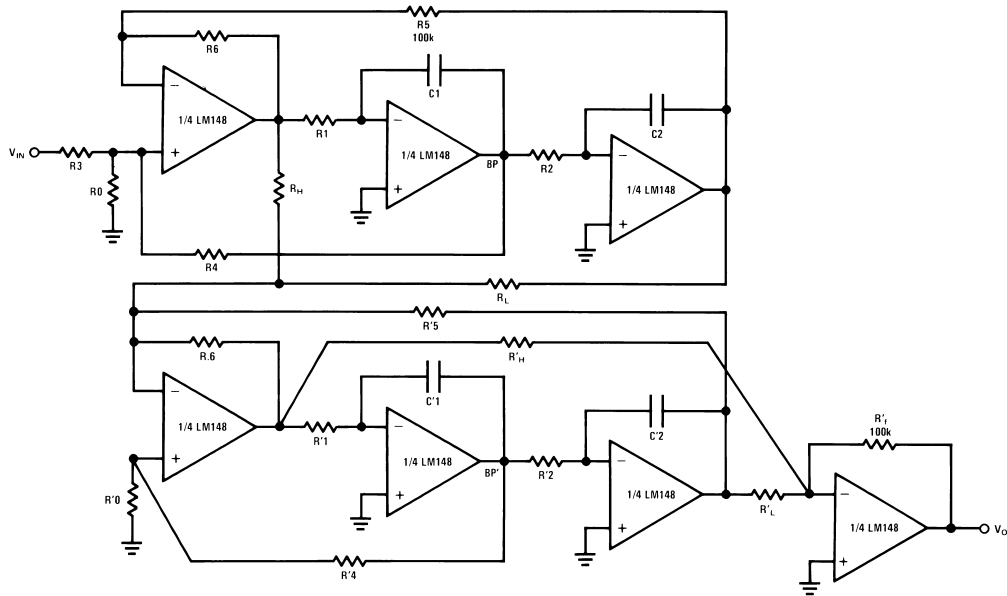 R5
100k
R6
C1
C2
1/4 LM148
R1
1/4 LM148
VIN
R3
BP
R2
1/4 LM148
R0
RH
R4
RL
R'5
R.6
R'H
C'1
C'2
1/4 LM148
R'1
1/4 LM148
R'f
100k
BP'
R'2
1/4 LM148
R'L
R'0
1/4 LM148
VO
R'4